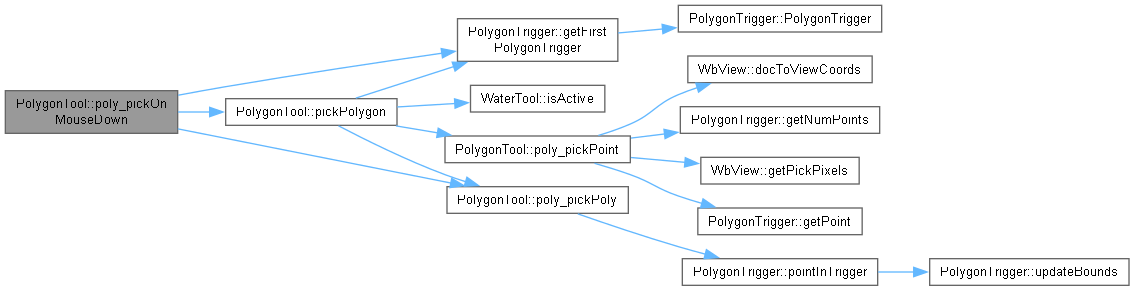 PolygonTool::poly_pickOn
MouseDown
PolygonTool::pickPolygon
PolygonTrigger::getFirst
PolygonTrigger
WaterTool::isActive
PolygonTool::poly_pickPoint
PolygonTool::poly_pickPoly
PolygonTrigger::PolygonTrigger
WbView::docToViewCoords
PolygonTrigger::getNumPoints
WbView::getPickPixels
PolygonTrigger::getPoint
PolygonTrigger::pointInTrigger
PolygonTrigger::updateBounds